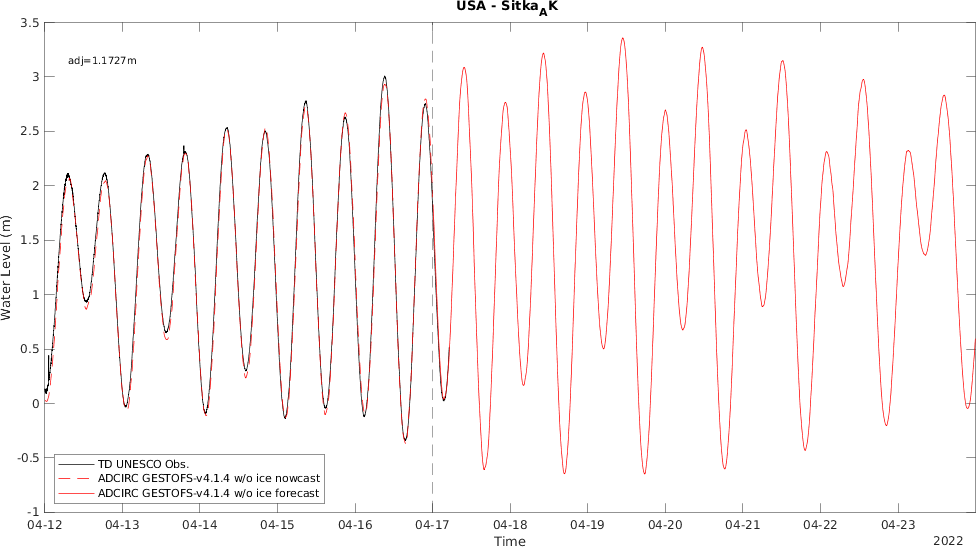 USA - Sitka_AK
3.5
adj=1.1727m
3
2.5
2
1.5
1
0.5
0
-0.5
-1
Water Level (m)
TD UNESCO Obs.
ADCIRC GESTOFS-v4.1.4 w/o ice nowcast
ADCIRC GESTOFS-v4.1.4 w/o ice forecast
04-12 04-13 04-14 04-15 04-16 04-17 04-18 04-19 04-20 04-21 04-22 04-23
Time
2022